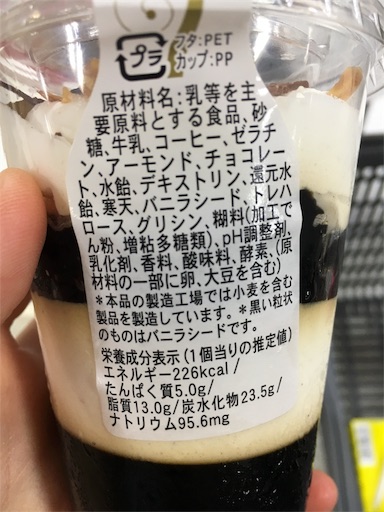 プラ
フタ:PET
カップ:PP
原材料名:乳等を主
要原料とする食品、砂
糖、牛乳、コーヒー、ゼラチ
ン、アーモンド、チョコレー
ト、水飴、デキストリン、還元水
飴、寒天、バニラシード、トレハ
ロース、グリシン、糊料(加工で
ん粉、増粘多糖類)、pH調整剤、
乳化剤、香料、酸味料、酵素、(原
材料の一部に卵、大豆を含む)
*本品の製造工場では小麦を含む
製品を製造しています。*黒い粒状
のものはバニラシードです。
栄養成分表示(1個当りの推定値)
エネルギー226kcal/
たんぱく質5.0g/
脂質13.0g/炭水化物23.5g/
ナトリウム95.6mg